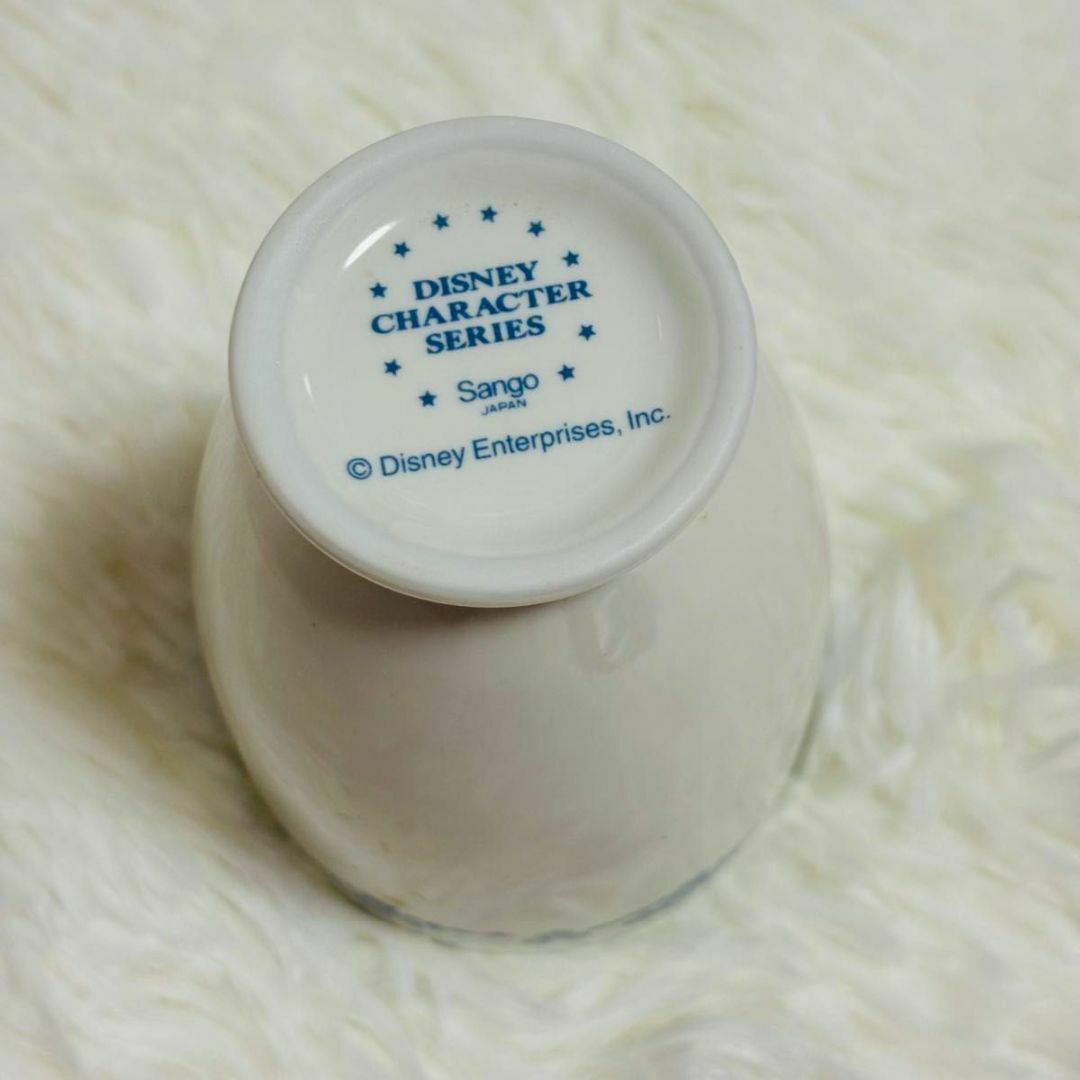 DISNEY
CHARACTER
SERIES
Sango
JAPAN
© Disney Enterprises, Inc.